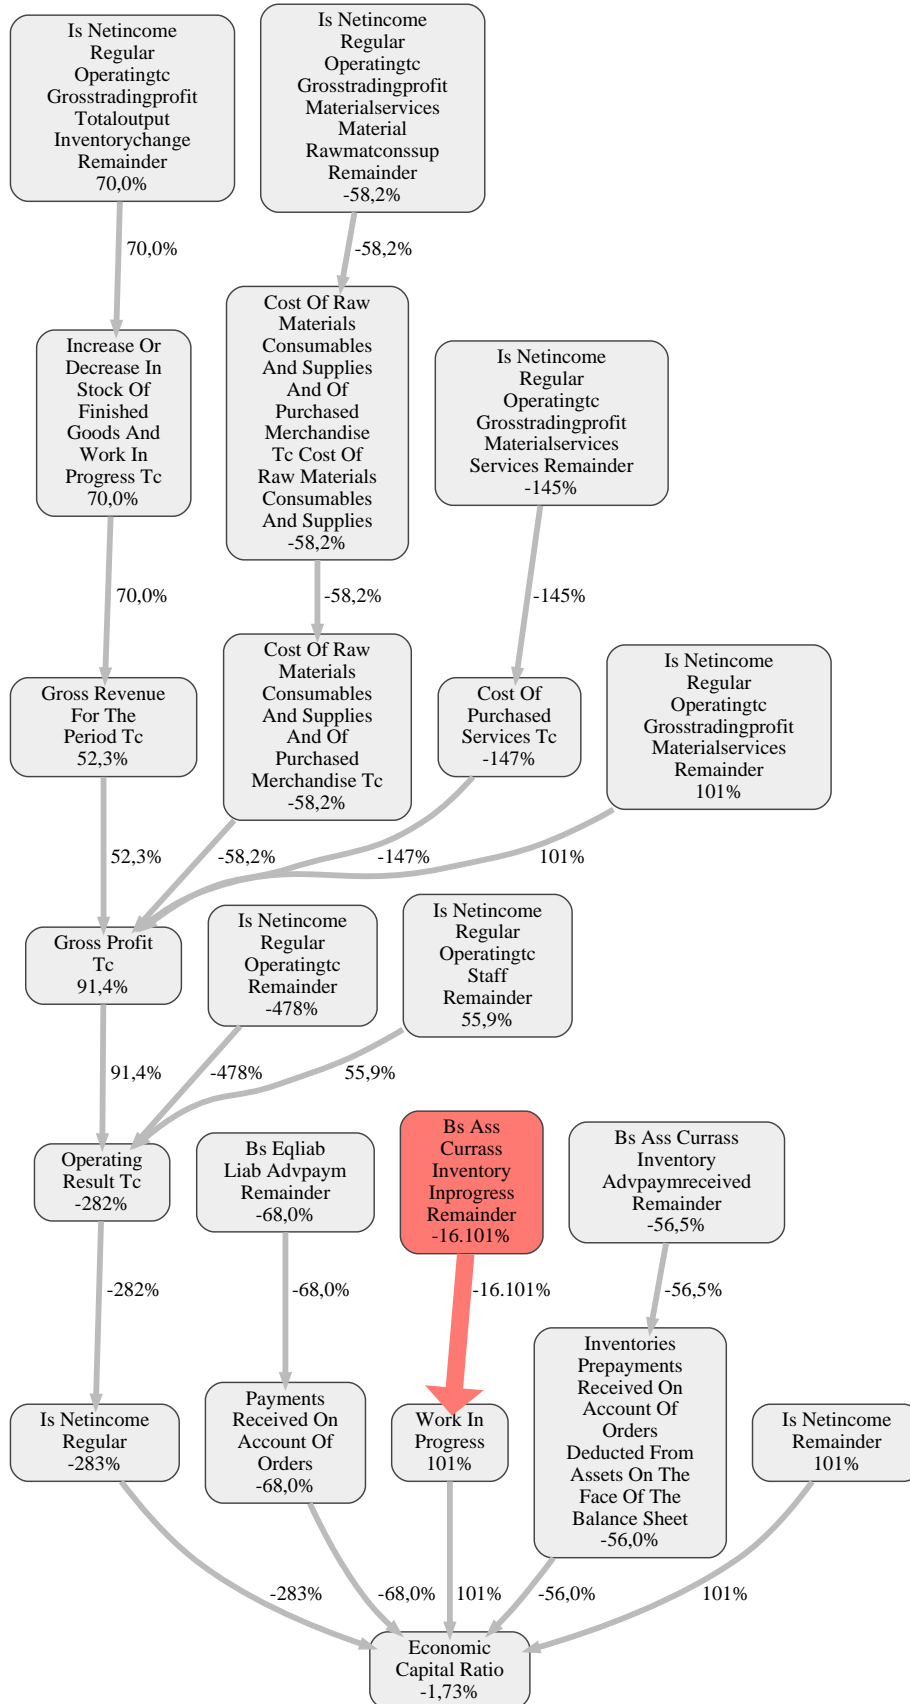 Is Netincome
Regular
Operatingtc
Grosstradingprofit
Totaloutput
Inventorychange
Remainder
70,0%
Is Netincome
Regular
Operatingtc
Grosstradingprofit
Materialservices
Material
Rawmatconssup
Remainder
-58,2%
70,0%
-58,2%
Increase Or
Decrease In
Stock Of
Finished
Goods And
Work In
Progress Tc
70,0%
Cost Of Raw
Materials
Consumables
And Supplies
And Of
Purchased
Merchandise
Tc Cost Of
Raw Materials
Consumables
And Supplies
-58,2%
Is Netincome
Regular
Operatingtc
Grosstradingprofit
Materialservices
Services Remainder
-145%
70,0%
-58,2%
-145%
Gross Revenue
For The
Period Tc
52,3%
Cost Of Raw
Materials
Consumables
And Supplies
And Of
Purchased
Merchandise Tc
-58,2%
Cost Of
Purchased
Services Tc
-147%
Is Netincome
Regular
Operatingtc
Grosstradingprofit
Materialservices
Remainder
101%
52,3%
-58,2%
-147%
101%
Gross Profit
Tc
91,4%
Is Netincome
Regular
Operatingtc
Remainder
-478%
Is Netincome
Regular
Operatingtc
Staff
Remainder
55,9%
91,4%
-478%
55,9%
Operating
Result Tc
-282%
Bs Eqliab
Liab Advpaym
Remainder
-68,0%
Bs Ass
Currass
Inventory
Inprogress
Remainder
-16.101%
Bs Ass Currass
Inventory
Advpaymreceived
Remainder
-56,5%
-282%
-68,0%
-16.101%
-56,5%
Is Netincome
Regular
-283%
Payments
Received On
Account Of
Orders
-68,0%
Work In
Progress
101%
Inventories
Prepayments
Received On
Account Of
Orders
Deducted From
Assets On The
Face Of The
Balance Sheet
-56,0%
Is Netincome
Remainder
101%
-283%
-68,0%
101%
-56,0%
101%
Economic
Capital Ratio
-1,73%